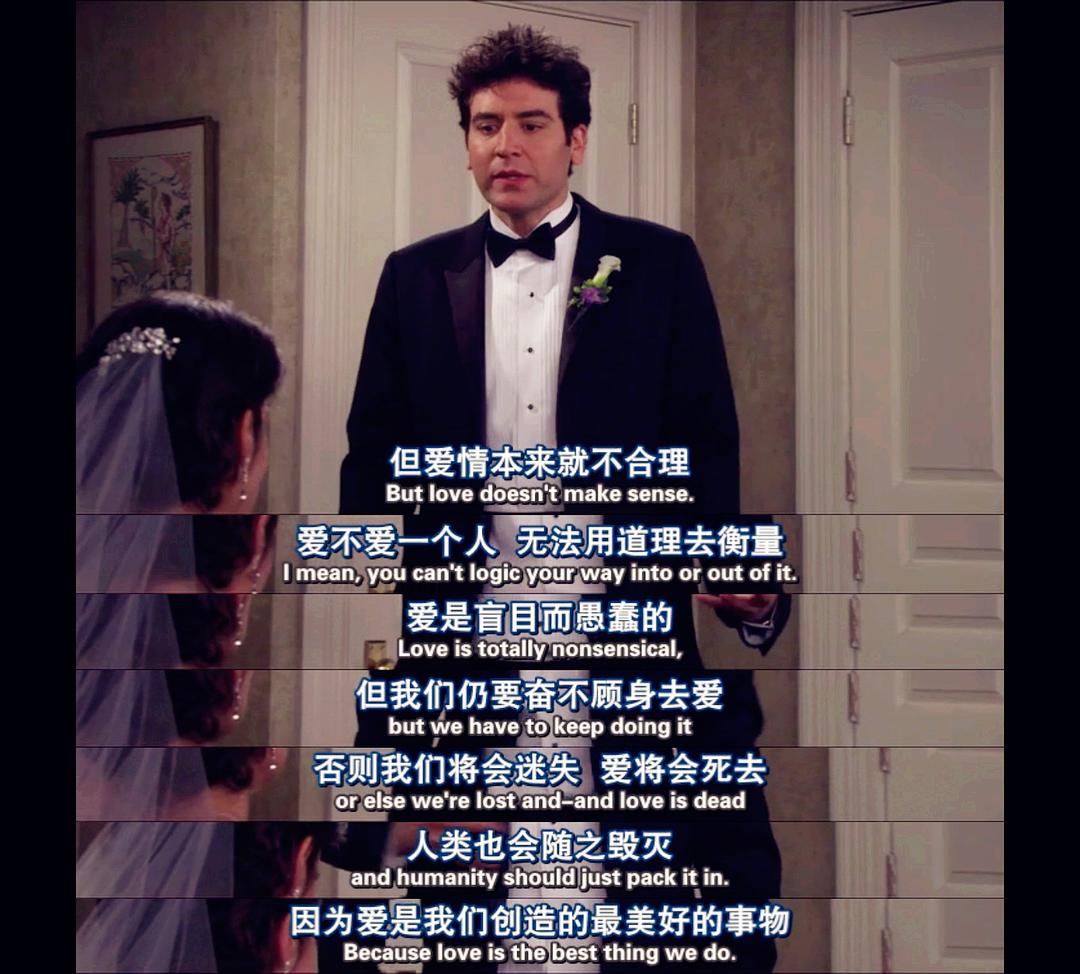 但爱情本来就不合理
But love doesn't make sense.
爱不爱一个人 无法用道理去衡量
I mean, you can't logic your way into or out of it.
爱是盲目而愚蠢的
Love is totally nonsensical,
但我们仍要奋不顾身去爱
but we have to keep doing it
否则我们将会迷失 爱将会死去
or else we're lost and–and love is dead
人类也会随之毁灭
and humanity should just pack it in.
因为爱是我们创造的最美好的事物
Because love is the best thing we do.